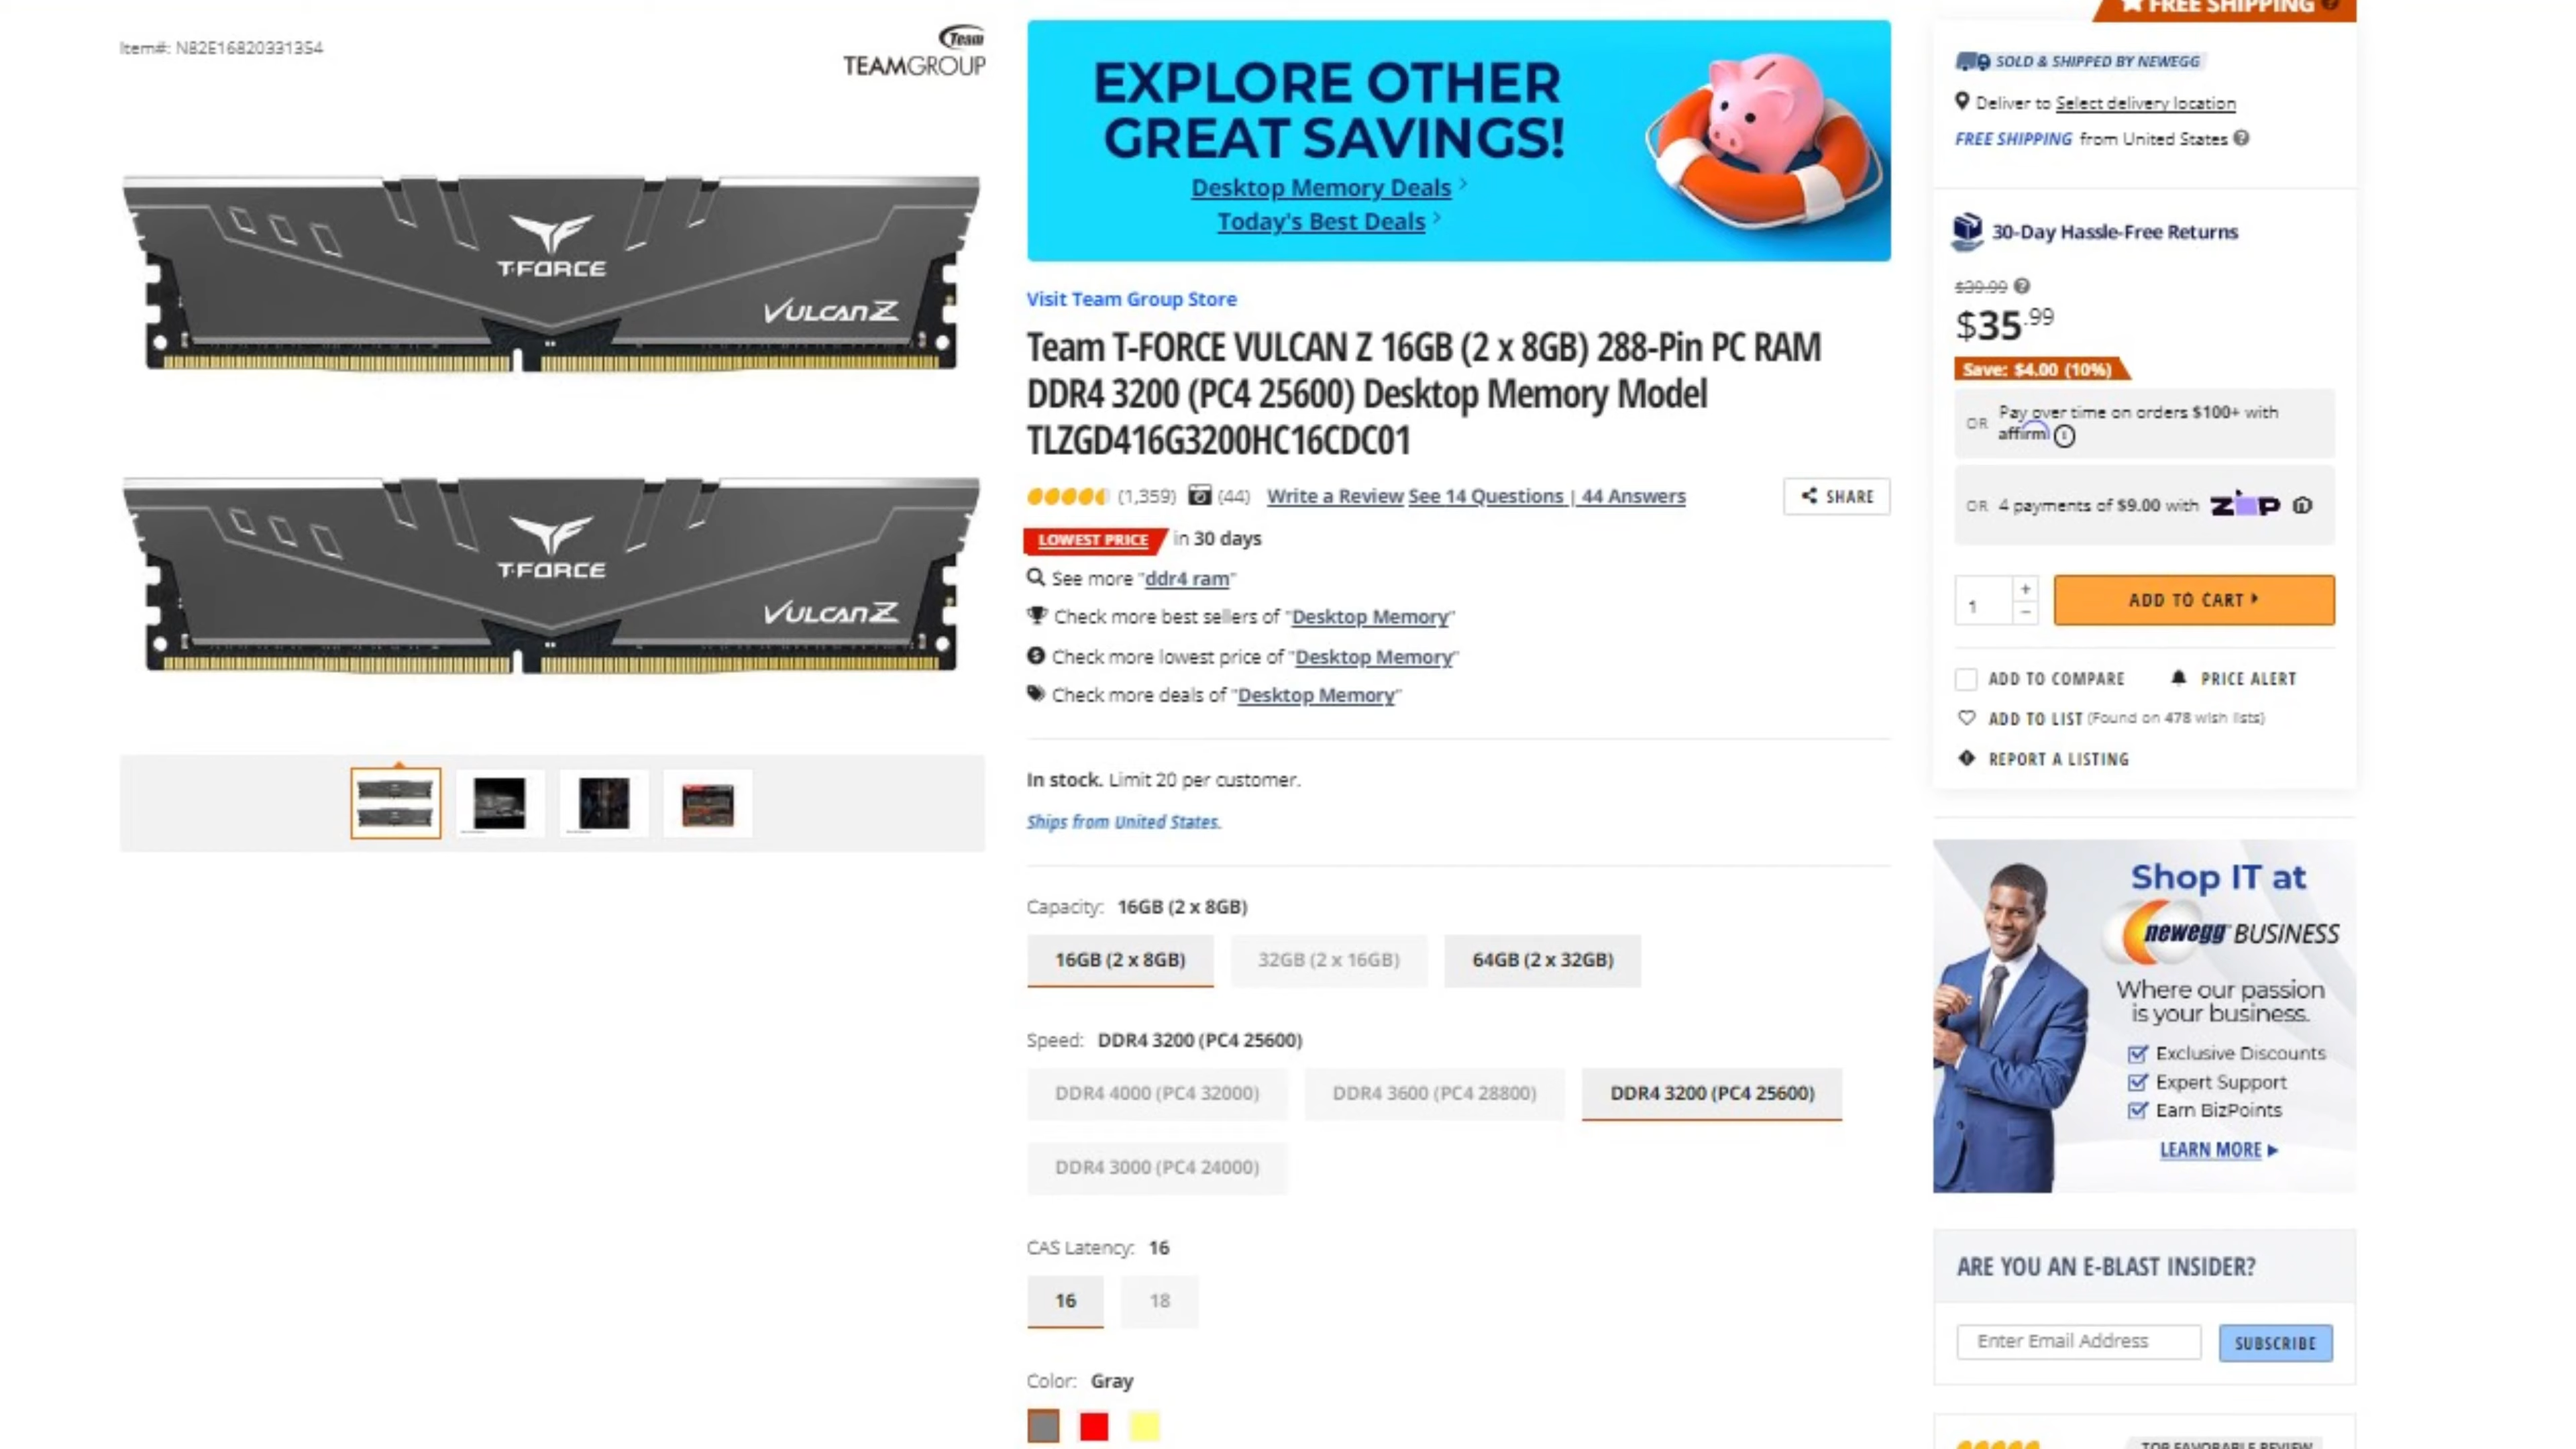 Item#: N82E16820331354
Team
TEAMGROUP
T-FORCE
VULCAN Z
T-FORCE
VULCAN Z
EXPLORE OTHER
GREAT SAVINGS!
Desktop Memory Deals
Today's Best Deals
Visit Team Group Store
Team T-FORCE VULCAN Z 16GB (2 x 8GB) 288-Pin PC RAM
DDR4 3200 (PC4 25600) Desktop Memory Model
TLZGD416G3200HC16CDC01
(1,359) (44) Write a Review See 14 Questions | 44 Answers
SHARE
LOWEST PRICE in 30 days
See more "ddr4 ram"
Check more best sellers of "Desktop Memory"
Check more lowest price of "Desktop Memory"
Check more deals of "Desktop Memory"
In stock. Limit 20 per customer.
Ships from United States.
Capacity: 16GB (2 x 8GB)
16GB (2 x 8GB) 32GB (2 x 16GB) 64GB (2 x 32GB)
Speed: DDR4 3200 (PC4 25600)
DDR4 4000 (PC4 32000) DDR4 3600 (PC4 28800) DDR4 3200 (PC4 25600)
DDR4 3000 (PC4 24000)
CAS Latency: 16
16 18
Color: Gray
FREE SHIPPING
SOLD & SHIPPED BY NEWEGG
Deliver to Select delivery location
FREE SHIPPING from United States
30-Day Hassle-Free Returns
$39.99
$35.99
Save: $4.00 (10%)
OR Pay over time on orders $100+ with
affirm
OR 4 payments of $9.00 with zip
1 + −
ADD TO CART
ADD TO COMPARE PRICE ALERT
ADD TO LIST (Found on 478 wish lists)
REPORT A LISTING
Shop IT at
newegg BUSINESS
Where our passion
is your business.
Exclusive Discounts
Expert Support
Earn BizPoints
LEARN MORE
ARE YOU AN E-BLAST INSIDER?
Enter Email Address SUBSCRIBE
TOP FAVORABLE REVIEW